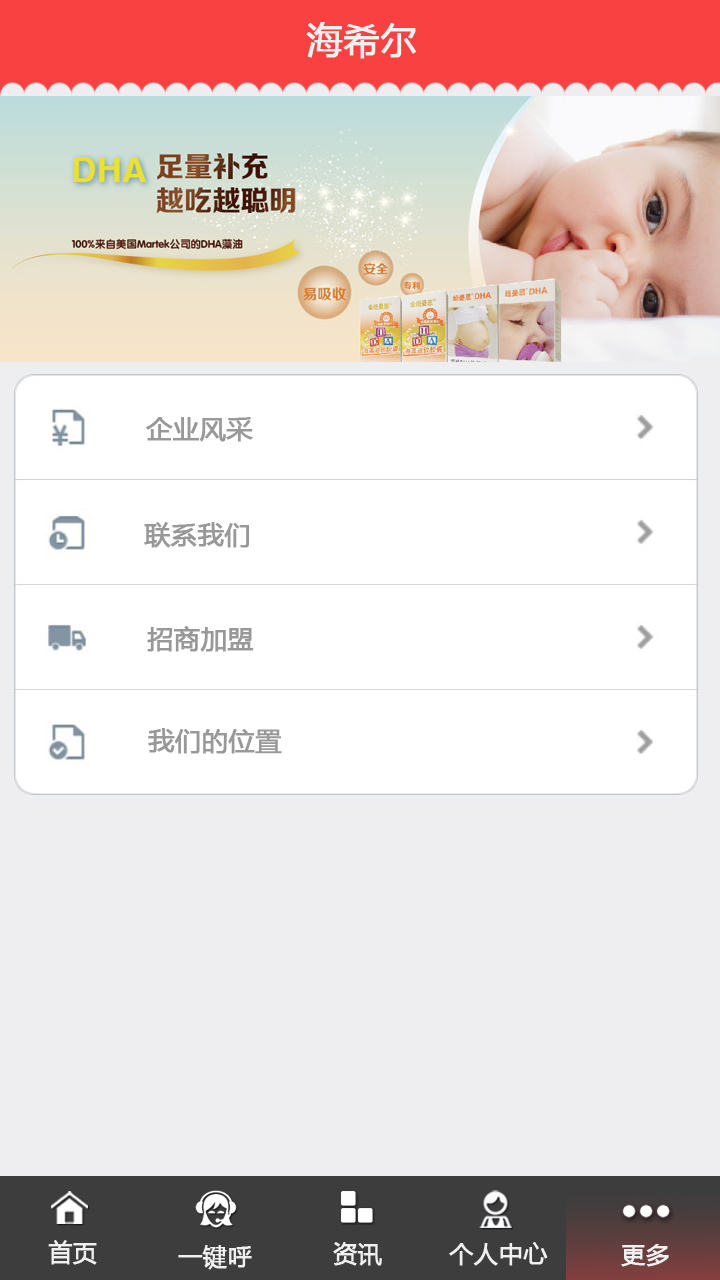 海希尔
DHA 足量补充
越吃越聪明
100%来自美国Martek公司的DHA藻油
易吸收
安全
专利
DHA
DHA
企业风采
联系我们
招商加盟
我们的位置
首页
一键呼
资讯
个人中心
更多